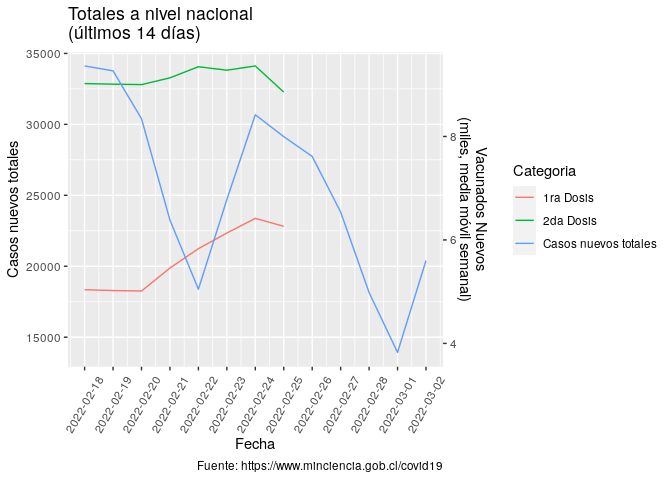 Totales a nivel nacional
(últimos 14 días)
Casos nuevos totales
35000
30000
25000
20000
15000
8
6
4
Vacunados Nuevos
(miles, media móvil semanal)
2022-02-18
2022-02-19
2022-02-20
2022-02-21
2022-02-22
2022-02-23
2022-02-24
2022-02-25
2022-02-26
2022-02-27
2022-02-28
2022-03-01
2022-03-02
Fecha
Categoria
1ra Dosis
2da Dosis
Casos nuevos totales
Fuente: https://www.minciencia.gob.cl/covid19